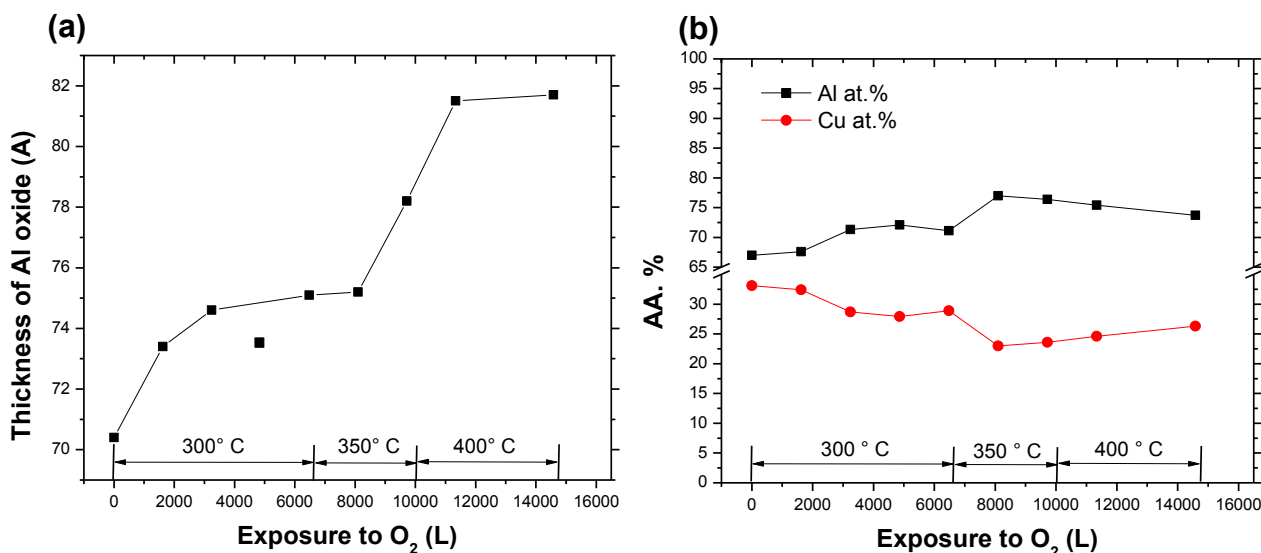 (a)
Thickness of Al oxide (A)
82
80
78
76
74
72
70
300° C 350° C 400° C
0 2000 4000 6000 8000 10000 12000 14000 16000
Exposure to O₂ (L)
(b)
AA. %
Al at.%
Cu at.%
100
95
90
85
80
75
70
65
30
25
20
15
10
5
0
300° C 350° C 400° C
0 2000 4000 6000 8000 10000 12000 14000 16000
Exposure to O₂ (L)